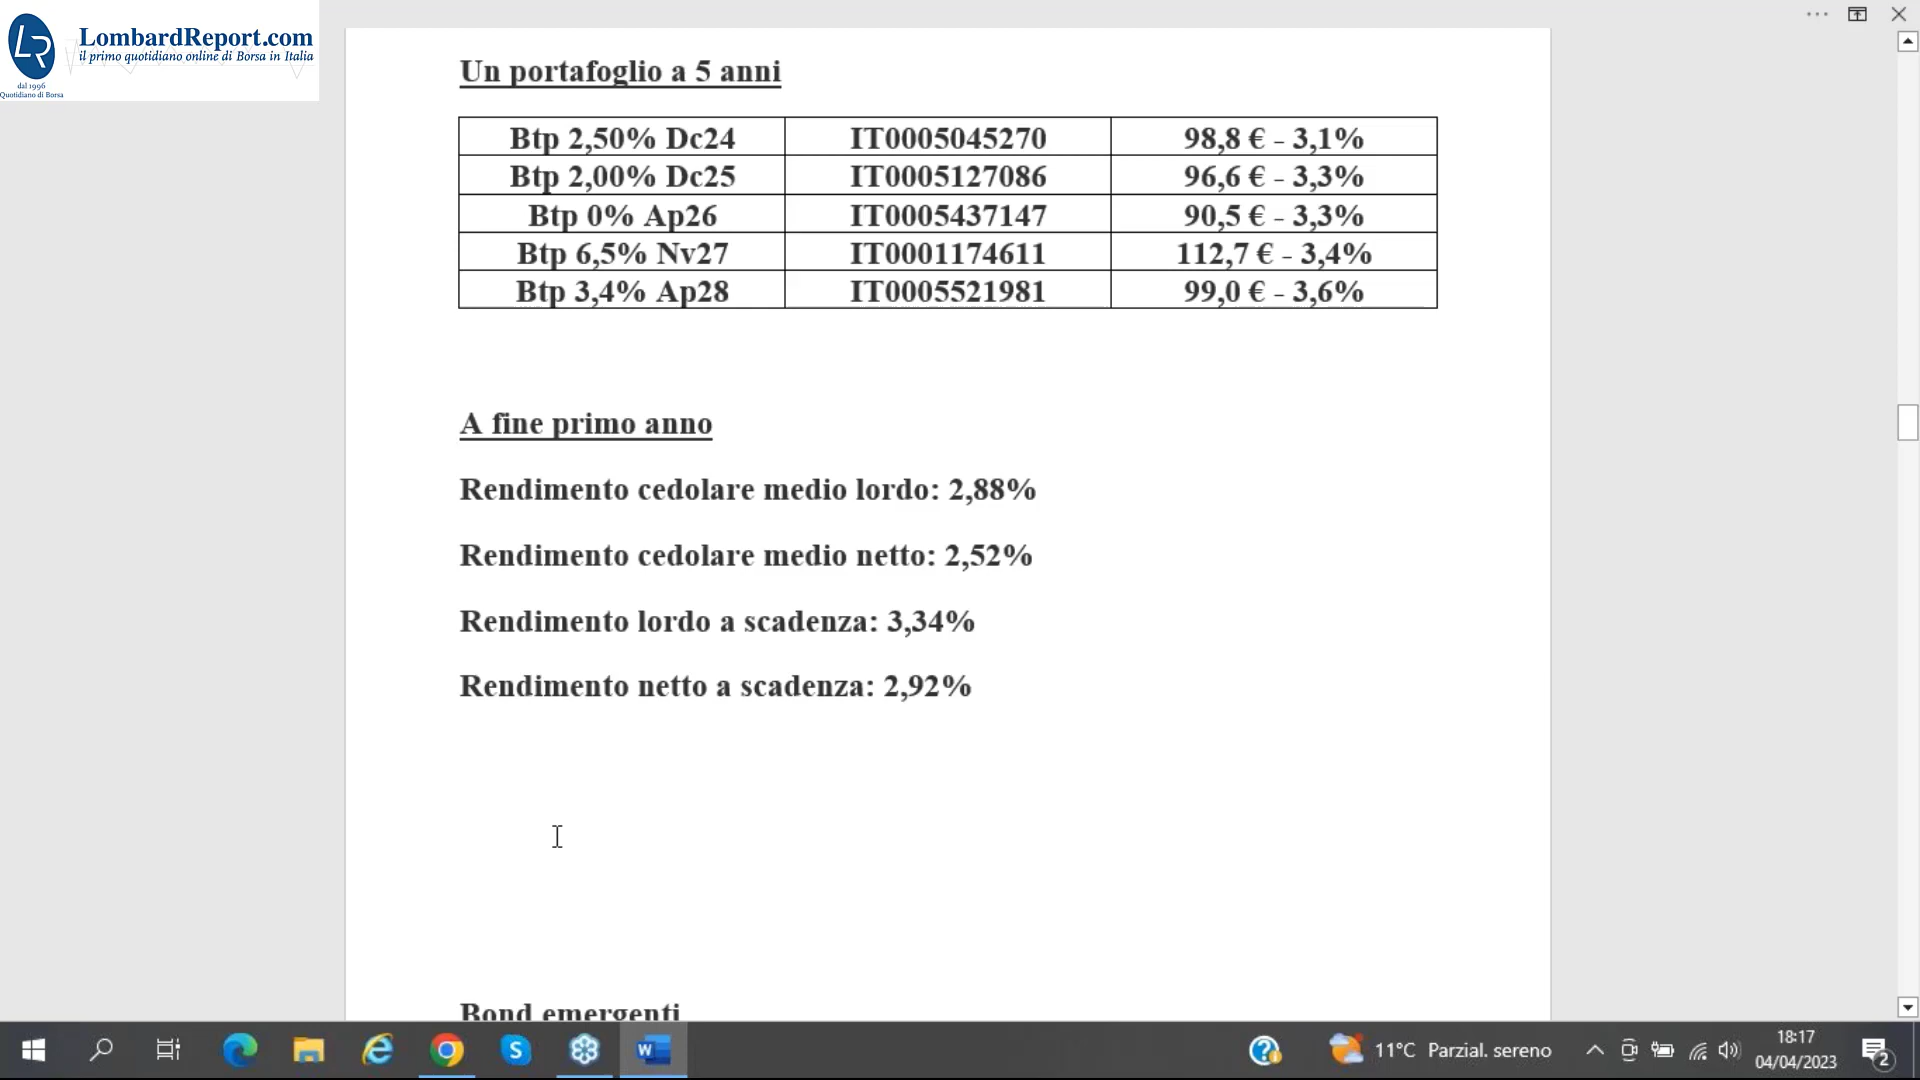 LR
LombardReport.com
il primo quotidiano online di Borsa in Italia
dal 1996
Quotidiano di Borsa
Un portafoglio a 5 anni
Btp 2,50% Dc24 IT0005045270 98,8 € - 3,1%
Btp 2,00% Dc25 IT0005127086 96,6 € - 3,3%
Btp 0% Ap26 IT0005437147 90,5 € - 3,3%
Btp 6,5% Nv27 IT0001174611 112,7 € - 3,4%
Btp 3,4% Ap28 IT0005521981 99,0 € - 3,6%
A fine primo anno
Rendimento cedolare medio lordo: 2,88%
Rendimento cedolare medio netto: 2,52%
Rendimento lordo a scadenza: 3,34%
Rendimento netto a scadenza: 2,92%
Bond emergenti
11°C Parzial. sereno
18:17
04/04/2023
2